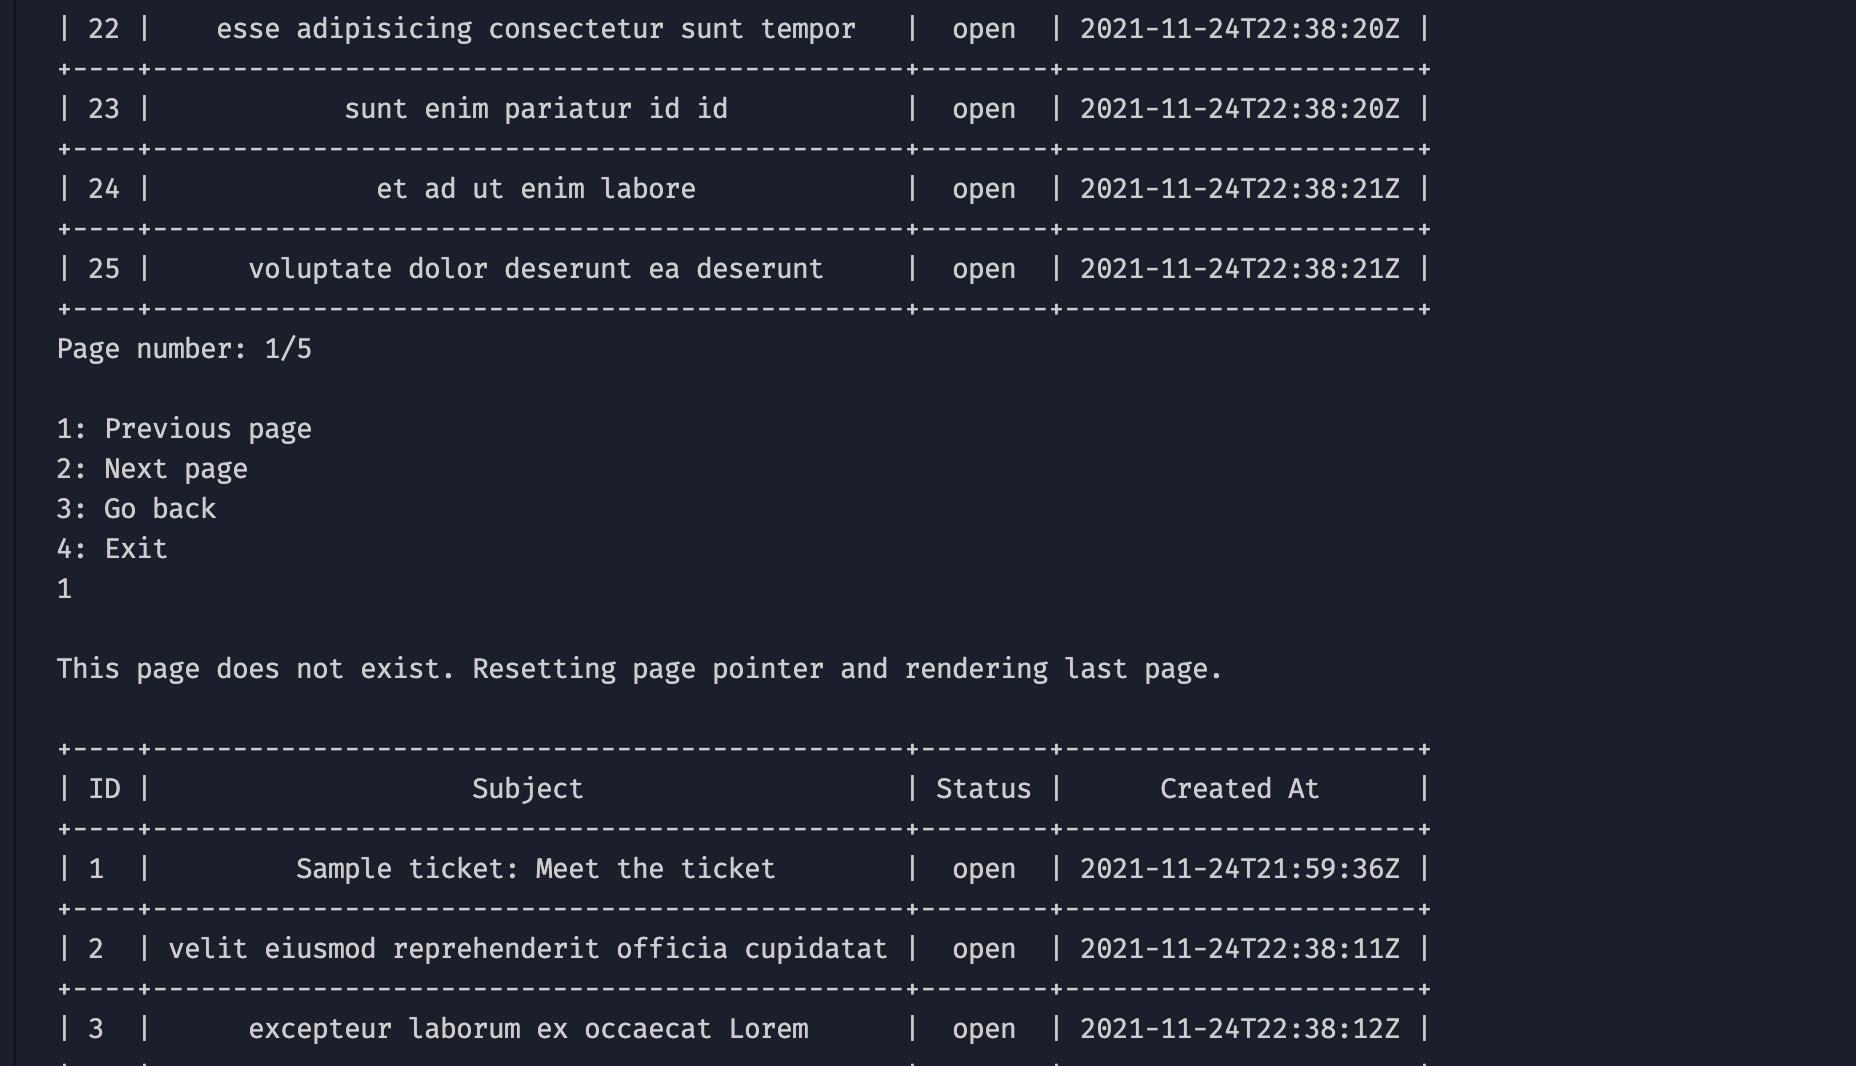 | 22 |    esse adipisicing consectetur sunt tempor   |  open  | 2021-11-24T22:38:20Z |
+----+-----------------------------------------------+--------+----------------------+
| 23 |            sunt enim pariatur id id           |  open  | 2021-11-24T22:38:20Z |
+----+-----------------------------------------------+--------+----------------------+
| 24 |              et ad ut enim labore             |  open  | 2021-11-24T22:38:21Z |
+----+-----------------------------------------------+--------+----------------------+
| 25 |      voluptate dolor deserunt ea deserunt     |  open  | 2021-11-24T22:38:21Z |
+----+-----------------------------------------------+--------+----------------------+
Page number: 1/5

1: Previous page
2: Next page
3: Go back
4: Exit
1

This page does not exist. Resetting page pointer and rendering last page.

+----+-----------------------------------------------+--------+----------------------+
| ID |                    Subject                    | Status |      Created At      |
+----+-----------------------------------------------+--------+----------------------+
| 1  |         Sample ticket: Meet the ticket        |  open  | 2021-11-24T21:59:36Z |
+----+-----------------------------------------------+--------+----------------------+
| 2  | velit eiusmod reprehenderit officia cupidatat |  open  | 2021-11-24T22:38:11Z |
+----+-----------------------------------------------+--------+----------------------+
| 3  |      excepteur laborum ex occaecat Lorem      |  open  | 2021-11-24T22:38:12Z |